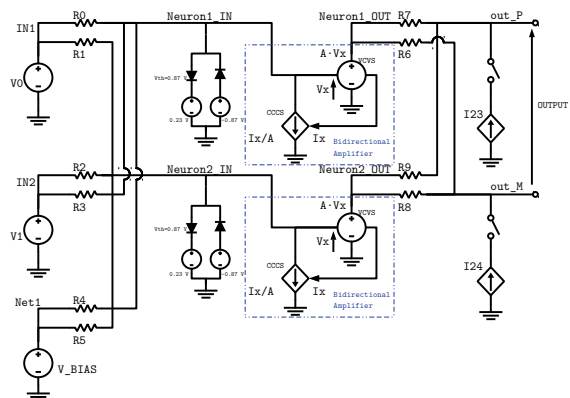 R0 Neuron1_IN Neuron1_OUT R7 out_P
IN1
R1 A·Vx R6
VCVS
V0 Vth=0.87 V Vx
0.23 V -0.87 V CCCS I23 OUTPUT
Ix/A Ix
Bidirectional
Amplifier
R2 Neuron2_IN Neuron2_OUT R9
IN2 out_M
R3 A·Vx R8
VCVS
V1 Vth=0.87 V Vx
0.23 V -0.87 V CCCS I24
Ix/A Ix Bidirectional
Amplifier
Net1 R4
R5
V_BIAS